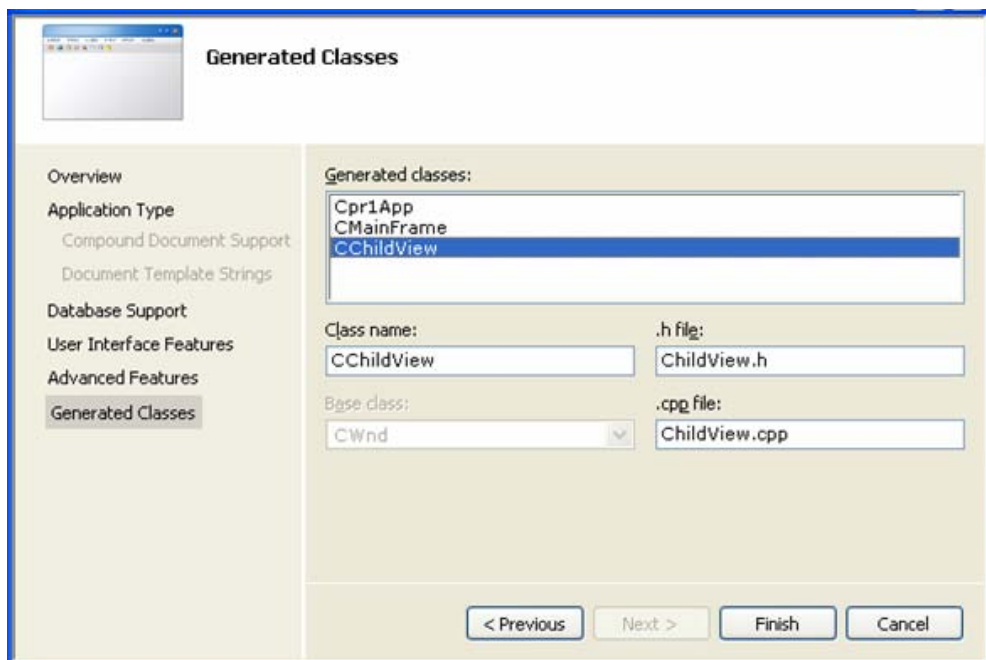 Generated Classes
Overview
Application Type
Compound Document Support
Document Template Strings
Database Support
User Interface Features
Advanced Features
Generated Classes
Generated classes:
Cpr1App
CMainFrame
CChildView
Class name:
CChildView
.h file:
ChildView.h
Base class:
CWnd
.cpp file:
ChildView.cpp
< Previous
Next >
Finish
Cancel